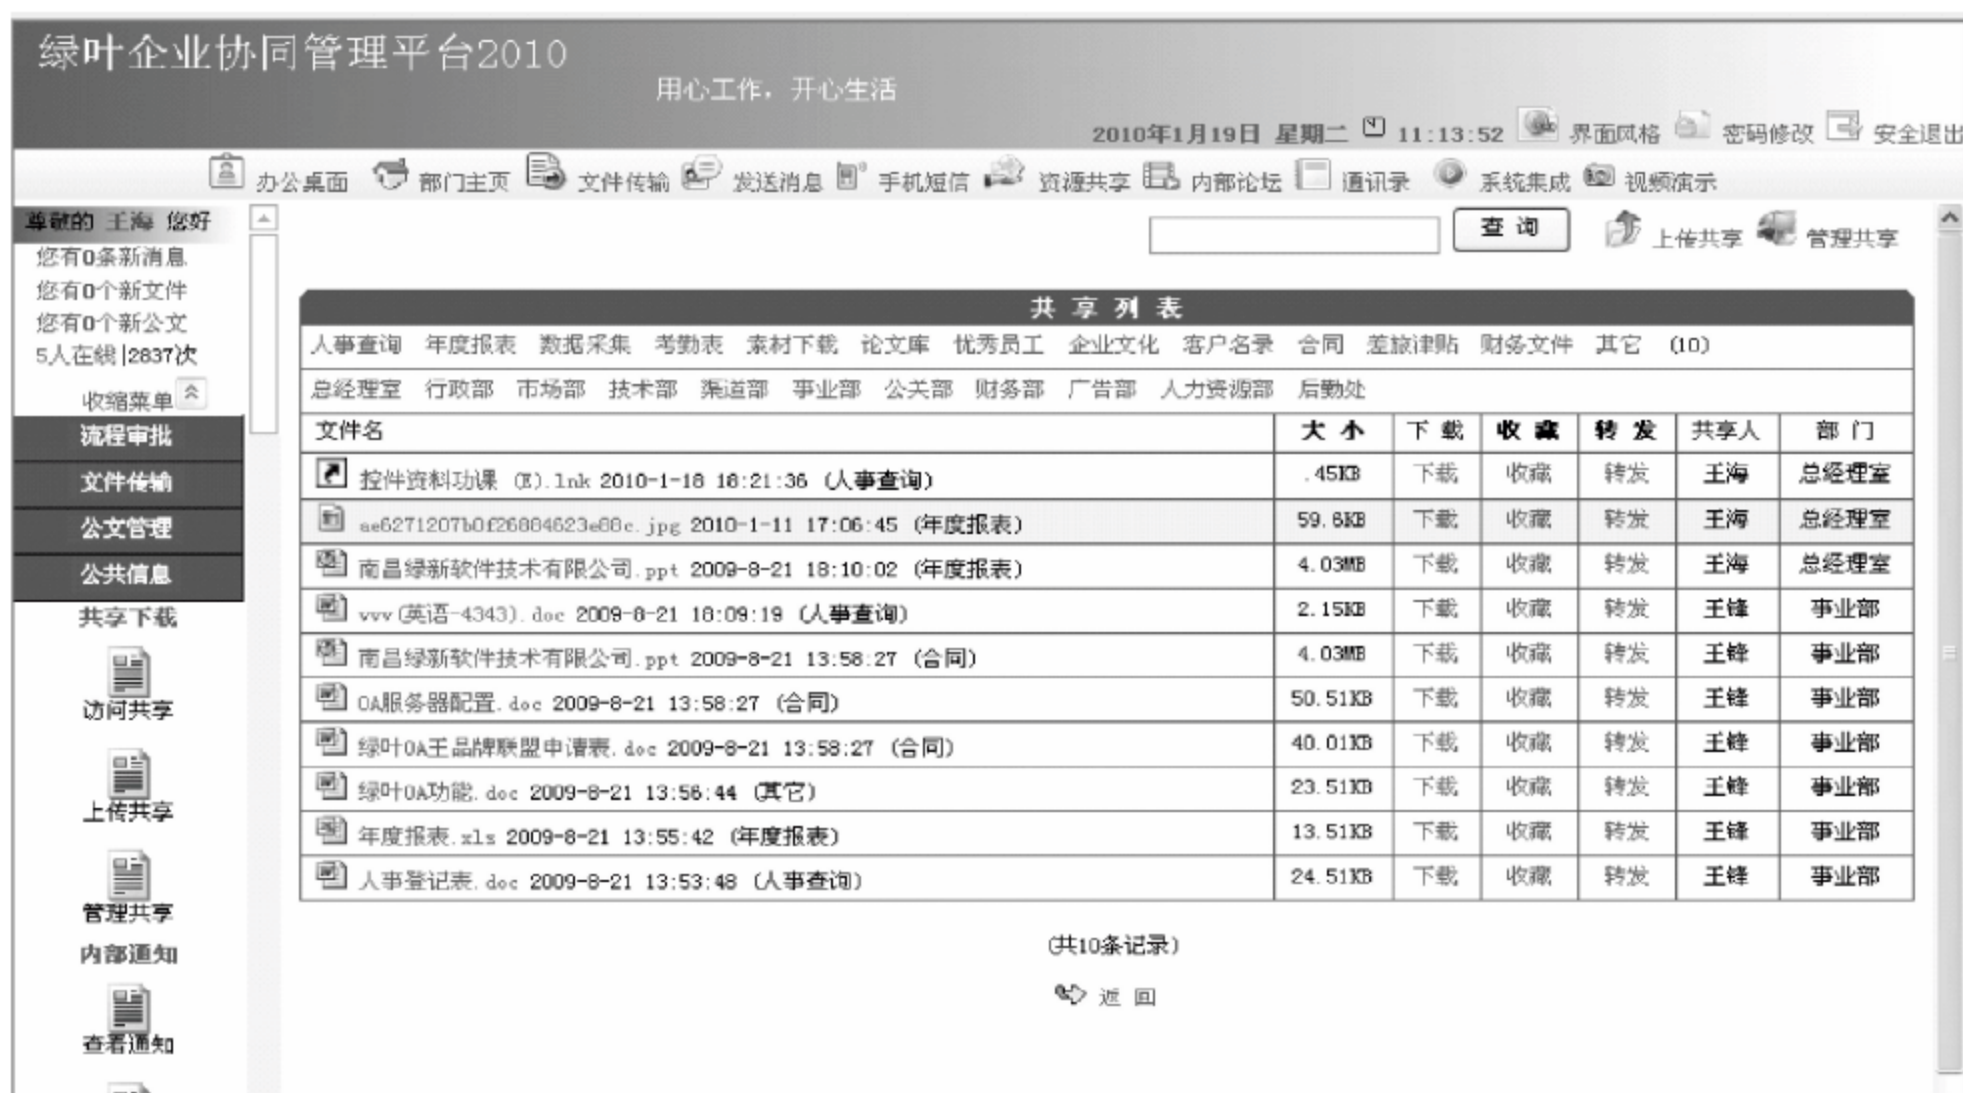 绿叶企业协同管理平台2010
用心工作，开心生活
2010年1月19日 星期二 11:13:52 界面风格 密码修改 安全退出
办公桌面 部门主页 文件传输 发送消息 手机短信 资源共享 内部论坛 通讯录 系统集成 视频演示
尊敬的 王海 您好
您有0条新消息
您有0个新文件
您有0个新公文
5人在线|2837次
收缩菜单
流程审批
文件传输
公文管理
公共信息
共享下载
访问共享
上传共享
管理共享
内部通知
查看通知
查询 上传共享 管理共享
共享列表
人事查询 年度报表 数据采集 考勤表 素材下载 论文库 优秀员工 企业文化 客户名录 合同 差旅津贴 财务文件 其它 (10)
总经理室 行政部 市场部 技术部 渠道部 事业部 公关部 财务部 广告部 人力资源部 后勤处
文件名 大小 下载 收藏 转发 共享人 部门
控件资料功课 (E).lnk 2010-1-18 18:21:36 (人事查询) .45KB 下载 收藏 转发 王海 总经理室
ae6271207b0f26884623e88c.jpg 2010-1-11 17:06:45 (年度报表) 59.6KB 下载 收藏 转发 王海 总经理室
南昌绿新软件技术有限公司.ppt 2009-8-21 18:10:02 (年度报表) 4.03MB 下载 收藏 转发 王海 总经理室
vvv(英语-4343).doc 2009-8-21 18:09:19 (人事查询) 2.15KB 下载 收藏 转发 王锋 事业部
南昌绿新软件技术有限公司.ppt 2009-8-21 13:58:27 (合同) 4.03MB 下载 收藏 转发 王锋 事业部
OA服务器配置.doc 2009-8-21 13:58:27 (合同) 50.51KB 下载 收藏 转发 王锋 事业部
绿叶OA王品牌联盟申请表.doc 2009-8-21 13:58:27 (合同) 40.01KB 下载 收藏 转发 王锋 事业部
绿叶OA功能.doc 2009-8-21 13:56:44 (其它) 23.51KB 下载 收藏 转发 王锋 事业部
年度报表.xls 2009-8-21 13:55:42 (年度报表) 13.51KB 下载 收藏 转发 王锋 事业部
人事登记表.doc 2009-8-21 13:53:48 (人事查询) 24.51KB 下载 收藏 转发 王锋 事业部
(共10条记录)
返回